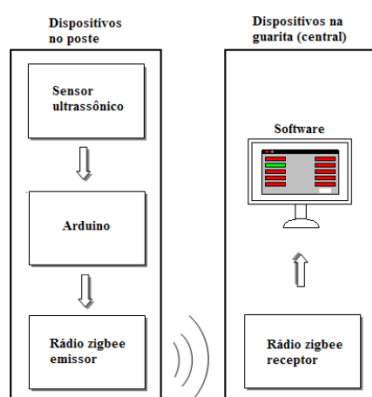 Dispositivos
no poste
Sensor
ultrassônico
Arduino
Rádio zigbee
emissor
Dispositivos na
guarita (central)
Software
Rádio zigbee
receptor